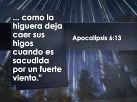 ... como la
higuera deja
caer sus
higos
cuando es
sacudida
por un fuerte
viento."
Apocalipsis 6:13